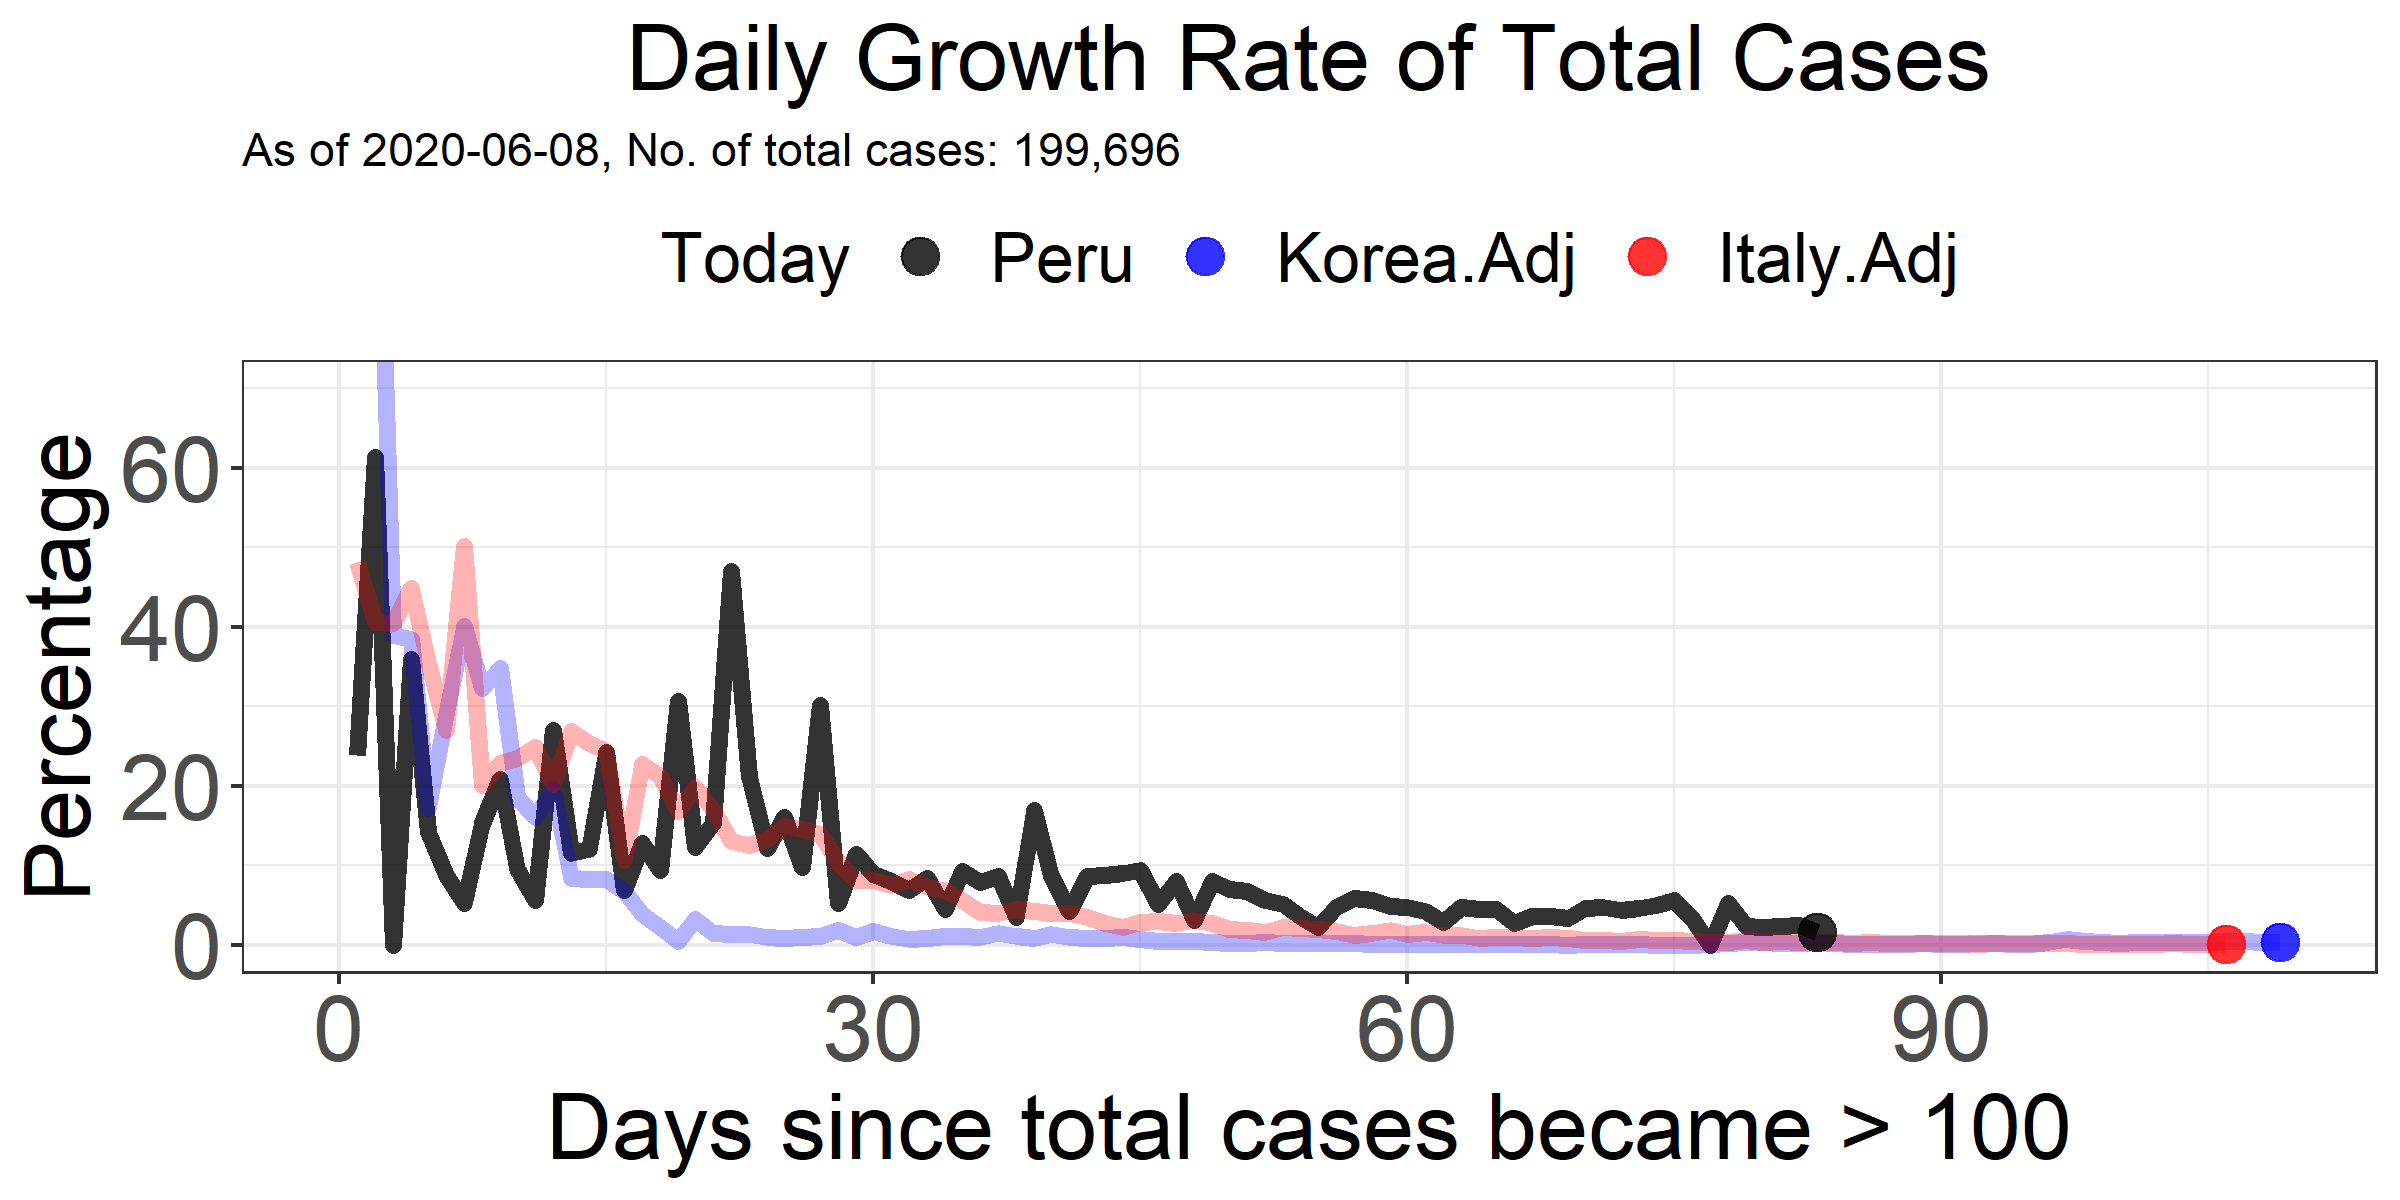 Daily Growth Rate of Total Cases
As of 2020-06-08, No. of total cases: 199,696
Today Peru Korea.Adj Italy.Adj
Percentage
60
40
20
0
0 30 60 90
Days since total cases became > 100